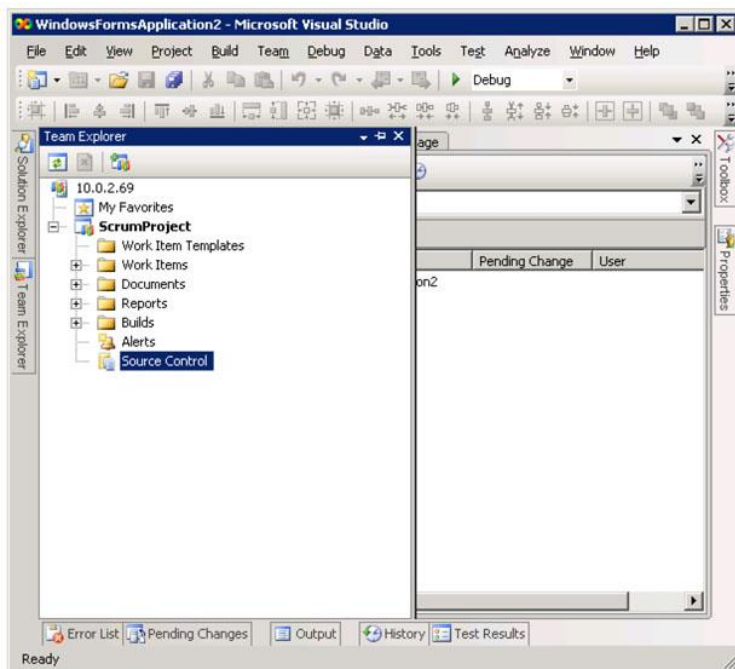 WindowsFormsApplication2 - Microsoft Visual Studio
File Edit View Project Build Team Debug Data Tools Test Analyze Window Help
Debug
Team Explorer
age
10.0.2.69
My Favorites
ScrumProject
Work Item Templates
Work Items
Pending Change User
Documents
on2
Reports
Builds
Alerts
Source Control
Solution Explorer
Team Explorer
Toolbox
Properties
Error List Pending Changes Output History Test Results
Ready